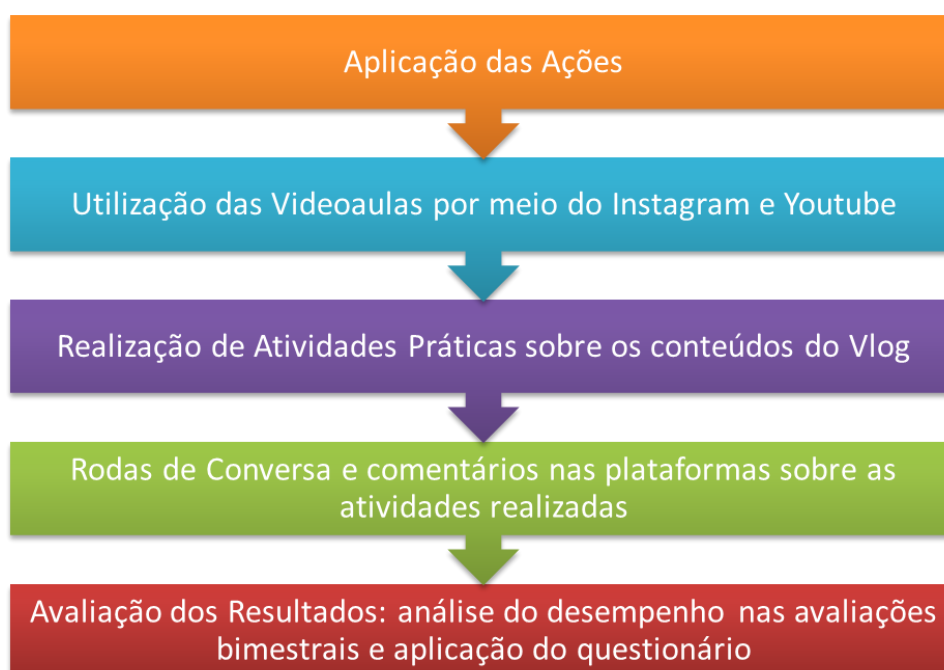 Aplicação das Ações
Utilização das Videoaulas por meio do Instagram e Youtube
Realização de Atividades Práticas sobre os conteúdos do Vlog
Rodas de Conversa e comentários nas plataformas sobre as
atividades realizadas
Avaliação dos Resultados: análise do desempenho nas avaliações
bimestrais e aplicação do questionário